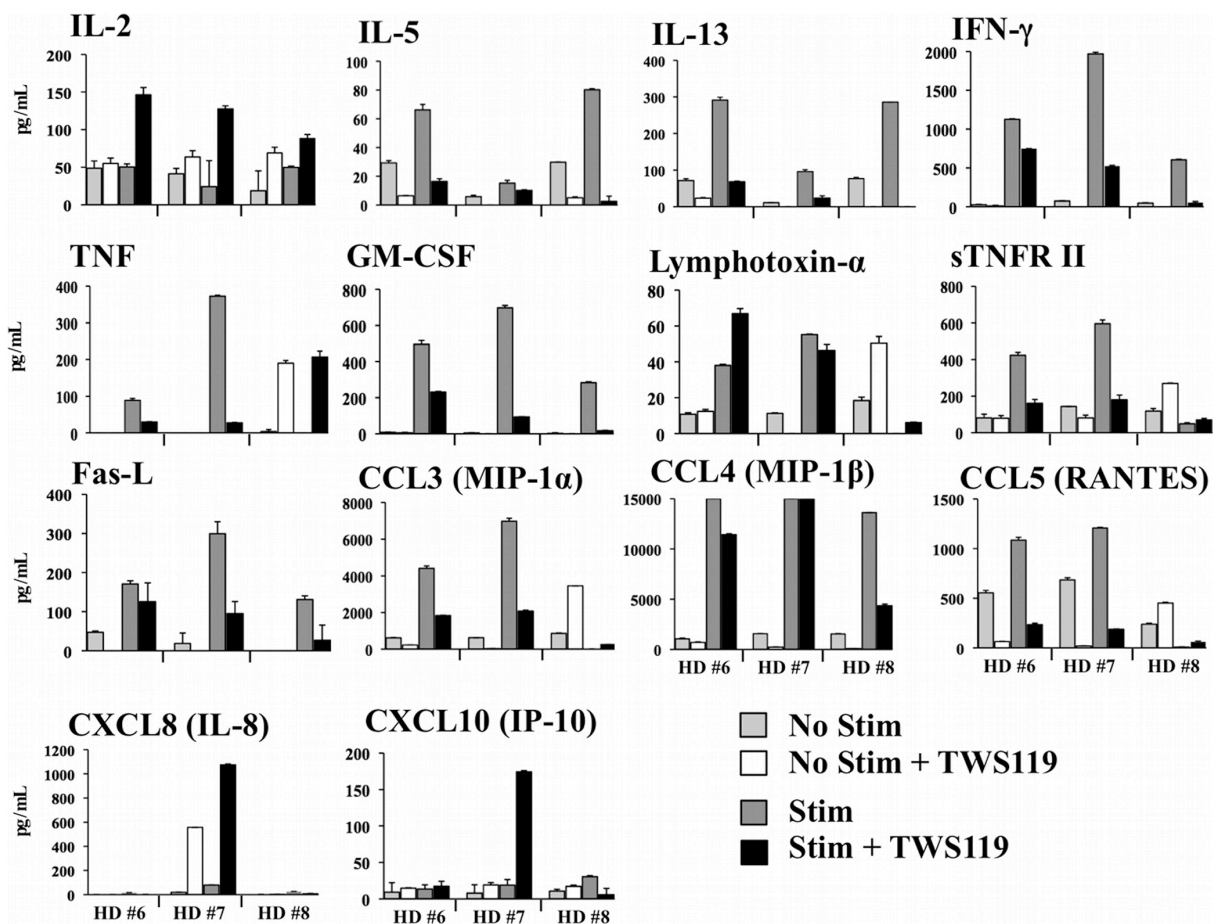 IL-2 IL-5 IL-13 IFN-γ
pg/mL
200 100 400 2000
150 80 300 1500
100 60 200 1000
50 40 100 500
0 20 0 0
0
TNF GM-CSF Lymphotoxin-α sTNFR II
pg/mL
400 800 80 800
300 600 60 600
200 400 40 400
100 200 20 200
0 0 0 0
Fas-L CCL3 (MIP-1α) CCL4 (MIP-1β) CCL5 (RANTES)
pg/mL
400 8000 15000 1500
300 6000 10000 1000
200 4000 5000 500
100 2000 0 0
0 0
HD #6 HD #7 HD #8 HD #6 HD #7 HD #8
CXCL8 (IL-8) CXCL10 (IP-10)
pg/mL
1200 200
1000 150
800 100
600 50
400 0
200
0
HD #6 HD #7 HD #8 HD #6 HD #7 HD #8
No Stim
No Stim + TWS119
Stim
Stim + TWS119